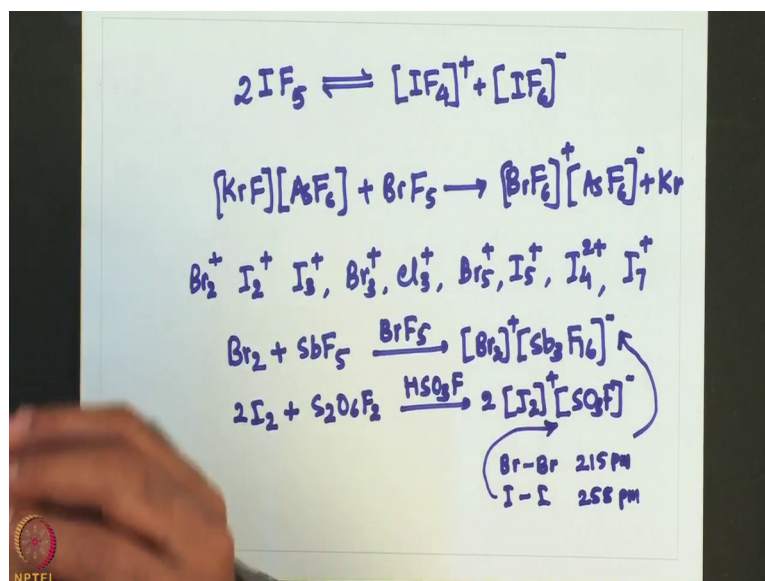 2IF₅ ⇌ [IF₄]⁺ + [IF₆]⁻
[KrF][AsF₆] + BrF₅ → [BrF₆]⁺[AsF₆]⁻ + Kr
Br₂⁺ I₂⁺ I₃⁺, Br₃⁺, Cl₃⁺, Br₅⁺, I₅⁺, I₄²⁺, I₇⁺
Br₂ + SbF₅ —BrF₅→ [Br₂]⁺[Sb₃F₁₆]⁻
2I₂ + S₂O₆F₂ —HSO₃F→ 2[I₂]⁺[SO₃F]⁻
Br-Br 215 pm
I-I 258 pm
NPTEL